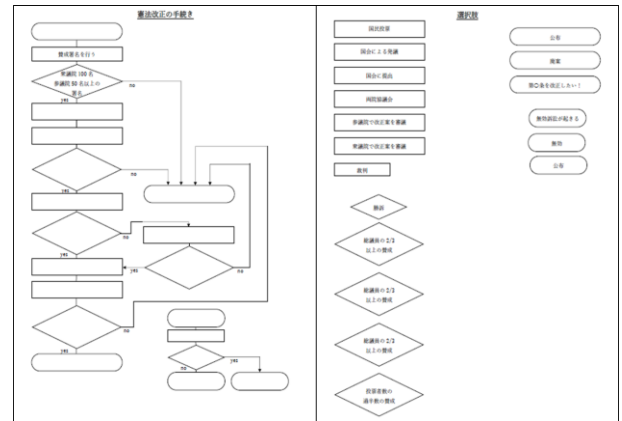 憲法改正の手続き
賛成署名を行う
衆議院 100 名
参議院 50 名以上の
署名
yes
no
yes
no
yes
no
yes
no
yes
no
yes
no
選択肢
国民投票
国会による発議
国会に提出
両院協議会
参議院で改正案を審議
衆議院で改正案を審議
裁判
勝訴
総議員の 2/3
以上の賛成
総議員の 2/3
以上の賛成
総議員の 2/3
以上の賛成
投票者数の
過半数の賛成
公布
廃案
第○条を改正したい！
無効訴訟が起きる
無効
公布